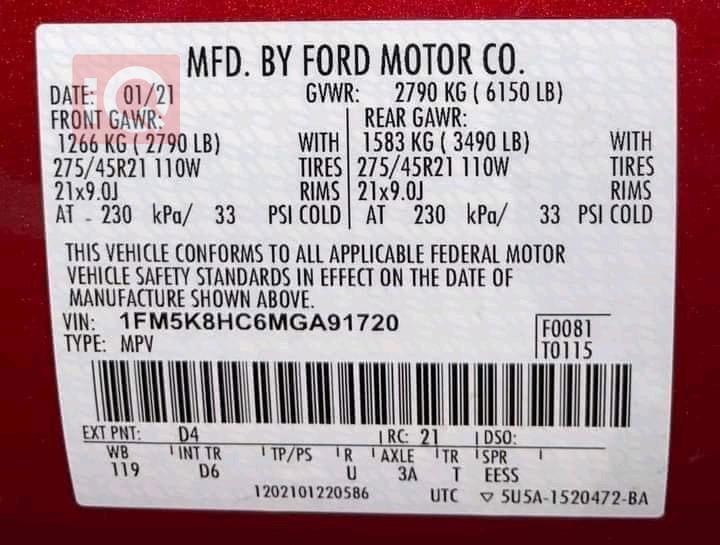 IQ
MFD. BY FORD MOTOR CO.
DATE: 01/21 GVWR: 2790 KG ( 6150 LB)
FRONT GAWR: REAR GAWR:
1266 KG ( 2790 LB) WITH 1583 KG ( 3490 LB) WITH
275/45R21 110W TIRES 275/45R21 110W TIRES
21x9.0J RIMS 21x9.0J RIMS
AT - 230 kPa/ 33 PSI COLD AT 230 kPa/ 33 PSI COLD
THIS VEHICLE CONFORMS TO ALL APPLICABLE FEDERAL MOTOR
VEHICLE SAFETY STANDARDS IN EFFECT ON THE DATE OF
MANUFACTURE SHOWN ABOVE.
VIN: 1FM5K8HC6MGA91720 F0081
TYPE: MPV T0115
EXT PNT: D4 RC: 21 DSO:
WB INT TR TP/PS R AXLE TR SPR
119 D6 U 3A T EESS
1202101220586 UTC ▽ 5U5A-1520472-BA